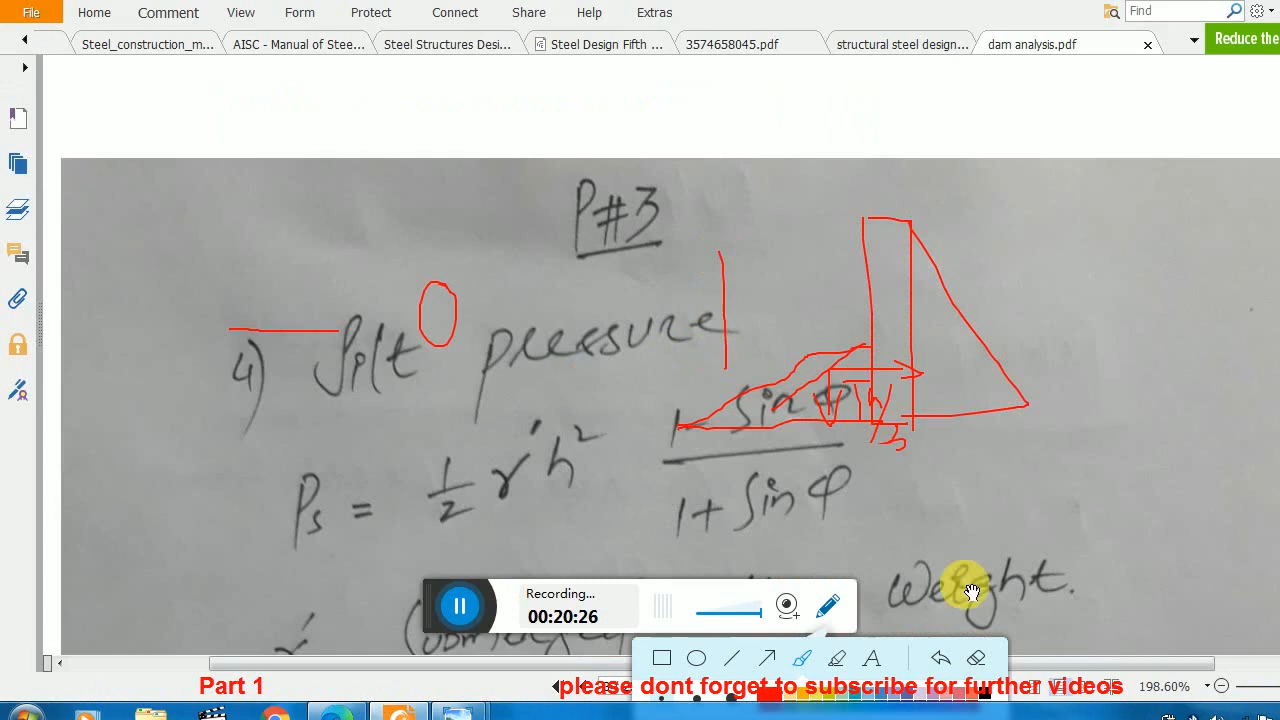 File Home Comment View Form Protect Connect Share Help Extras Find
Steel_construction_m... AISC - Manual of Stee... Steel Structures Desi... Steel Design Fifth ... 3574658045.pdf structural steel design... dam analysis.pdf Reduce the
P#3
4) Silt pressure
Ps = 1/2 γ'h² 1 - Sin φ / 1 + Sin φ
h/3
Weight.
Recording...
00:20:26
A
Part 1 please dont forget to subscribe for further videos 198.60%